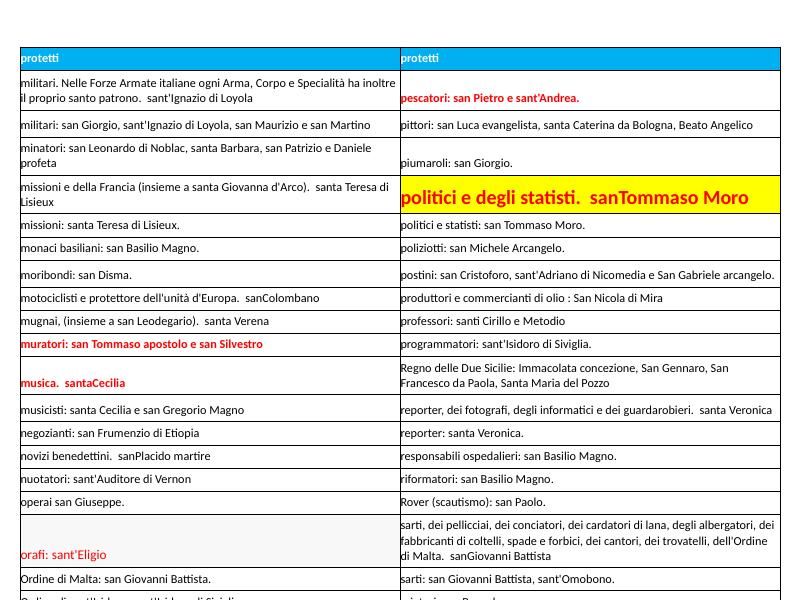 protetti
protetti
militari. Nelle Forze Armate italiane ogni Arma, Corpo e Specialità ha inoltre
il proprio santo patrono.  sant'Ignazio di Loyola
pescatori: san Pietro e sant'Andrea.
militari: san Giorgio, sant'Ignazio di Loyola, san Maurizio e san Martino
pittori: san Luca evangelista, santa Caterina da Bologna, Beato Angelico
minatori: san Leonardo di Noblac, santa Barbara, san Patrizio e Daniele
profeta
piumaroli: san Giorgio.
missioni e della Francia (insieme a santa Giovanna d'Arco).  santa Teresa di
Lisieux
politici e degli statisti.  sanTommaso Moro
missioni: santa Teresa di Lisieux.
politici e statisti: san Tommaso Moro.
monaci basiliani: san Basilio Magno.
poliziotti: san Michele Arcangelo.
moribondi: san Disma.
postini: san Cristoforo, sant'Adriano di Nicomedia e San Gabriele arcangelo.
motociclisti e protettore dell'unità d'Europa.  sanColombano
produttori e commercianti di olio : San Nicola di Mira
mugnai, (insieme a san Leodegario).  santa Verena
professori: santi Cirillo e Metodio
muratori: san Tommaso apostolo e san Silvestro
programmatori: sant'Isidoro di Siviglia.
musica.  santaCecilia
Regno delle Due Sicilie: Immacolata concezione, San Gennaro, San
Francesco da Paola, Santa Maria del Pozzo
musicisti: santa Cecilia e san Gregorio Magno
reporter, dei fotografi, degli informatici e dei guardarobieri.  santa Veronica
negozianti: san Frumenzio di Etiopia
reporter: santa Veronica.
novizi benedettini.  sanPlacido martire
responsabili ospedalieri: san Basilio Magno.
nuotatori: sant'Auditore di Vernon
riformatori: san Basilio Magno.
operai san Giuseppe.
Rover (scautismo): san Paolo.
orafi: sant'Eligio
sarti, dei pellicciai, dei conciatori, dei cardatori di lana, degli albergatori, dei
fabbricanti di coltelli, spade e forbici, dei cantori, dei trovatelli, dell'Ordine
di Malta.  sanGiovanni Battista
Ordine di Malta: san Giovanni Battista.
sarti: san Giovanni Battista, sant'Omobono.